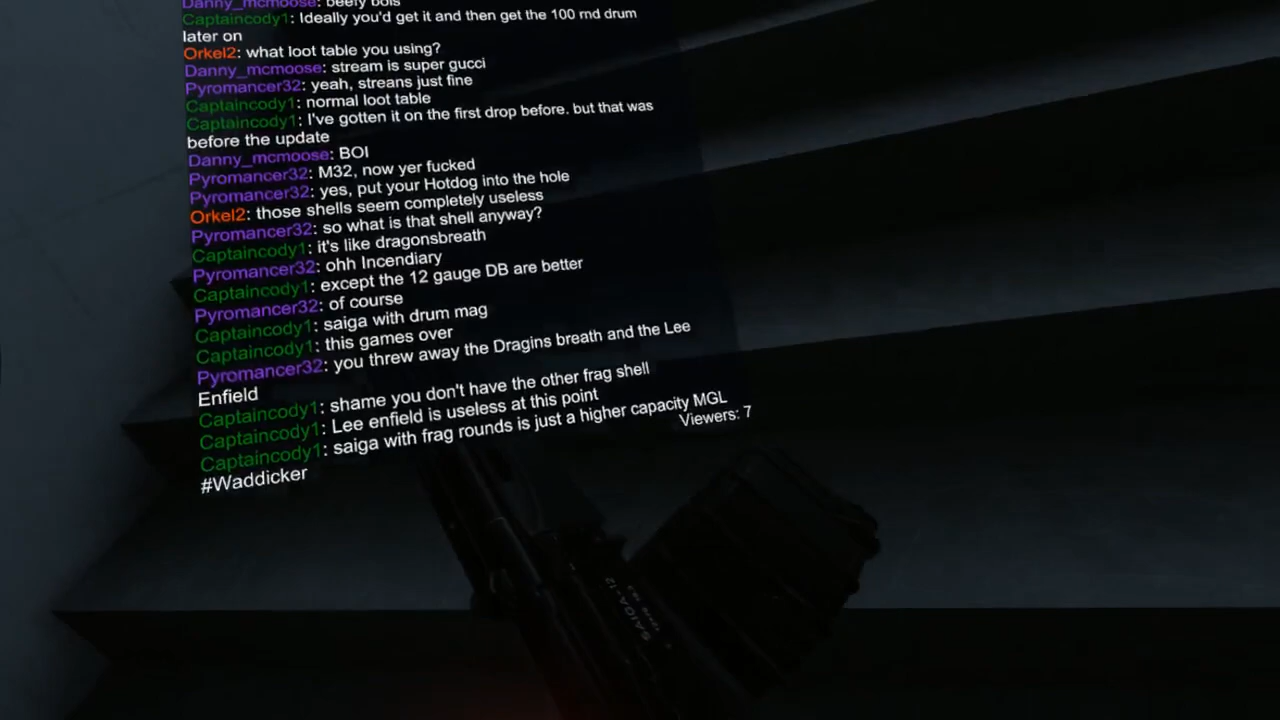 Danny_mcmoose: beefy bois
Captaincody1: Ideally you'd get it and then get the 100 rnd drum
later on
Orkel2: what loot table you using?
Danny_mcmoose: stream is super gucci
Pyromancer32: yeah, streans just fine
Captaincody1: normal loot table
Captaincody1: I've gotten it on the first drop before. but that was
before the update
Danny_mcmoose: BOI
Pyromancer32: M32, now yer fucked
Pyromancer32: yes, put your Hotdog into the hole
Orkel2: those shells seem completely useless
Pyromancer32: so what is that shell anyway?
Captaincody1: it's like dragonsbreath
Pyromancer32: ohh Incendiary
Captaincody1: except the 12 gauge DB are better
Pyromancer32: of course
Captaincody1: saiga with drum mag
Captaincody1: this games over
Pyromancer32: you threw away the Dragins breath and the Lee
Enfield
Captaincody1: shame you don't have the other frag shell
Captaincody1: Lee enfield is useless at this point
Captaincody1: saiga with frag rounds is just a higher capacity MGL
Viewers: 7
#Waddicker
SAIGA-12